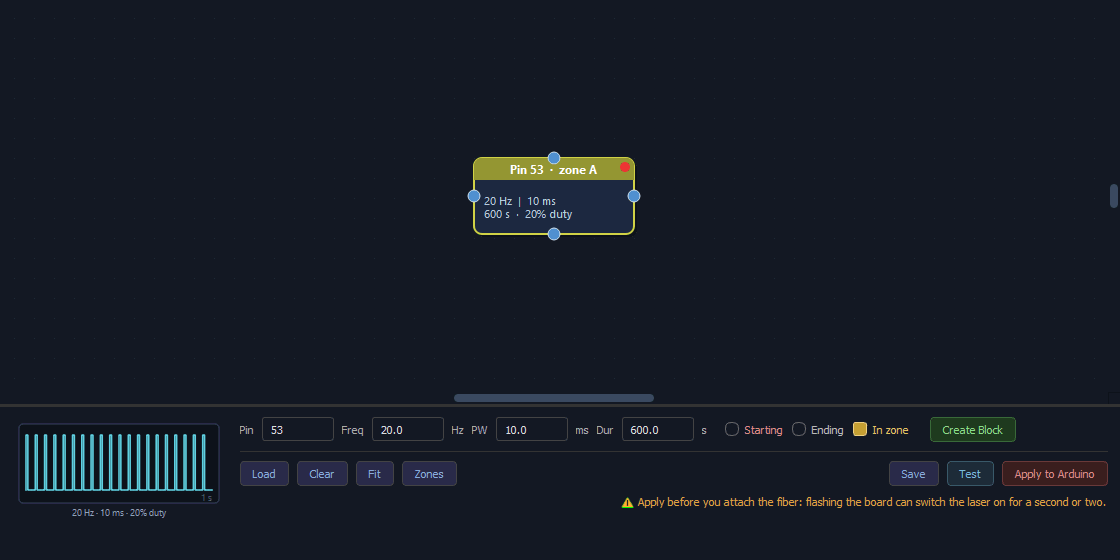 Pin 53 · zone A
20 Hz | 10 ms
600 s · 20% duty
Pin 53 Freq 20.0 Hz PW 10.0 ms Dur 600.0 s Starting Ending In zone Create Block
Load Clear Fit Zones Save Test Apply to Arduino
1 s
⚠ Apply before you attach the fiber: flashing the board can switch the laser on for a second or two.
20 Hz · 10 ms · 20% duty